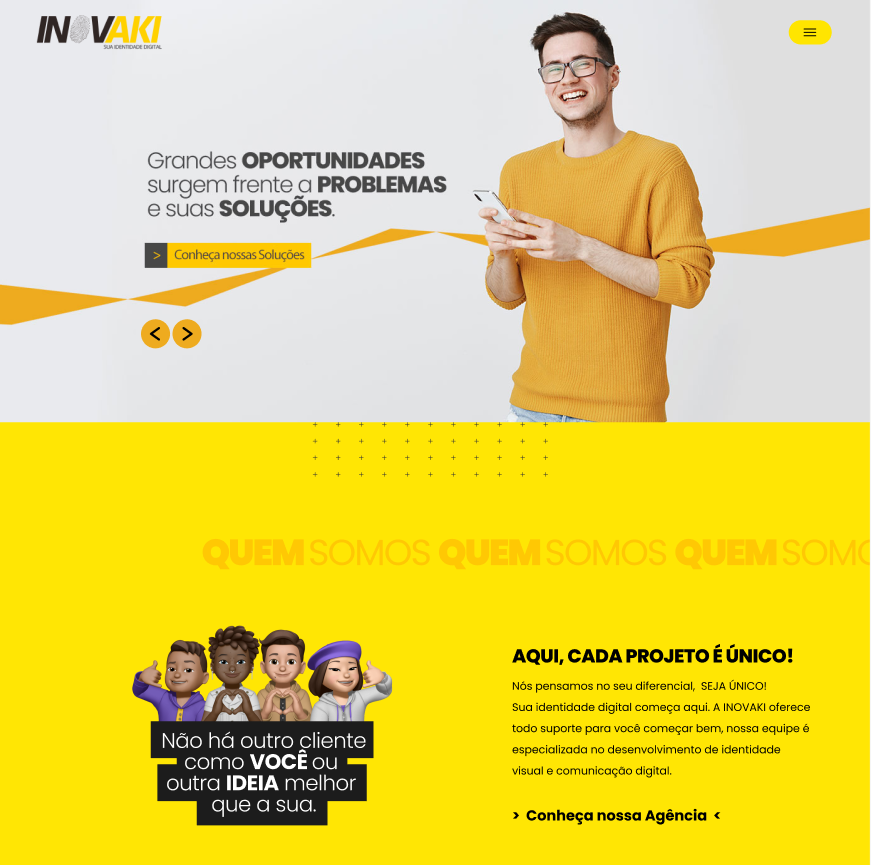 INOVAKI
SUA IDENTIDADE DIGITAL
Grandes OPORTUNIDADES
surgem frente a PROBLEMAS
e suas SOLUÇÕES.
> Conheça nossas Soluções
< >
QUEM SOMOS QUEM SOMOS QUEM SOMO
AQUI, CADA PROJETO É ÚNICO!
Nós pensamos no seu diferencial, SEJA ÚNICO!
Sua identidade digital começa aqui. A INOVAKI oferece
todo suporte para você começar bem, nossa equipe é
especializada no desenvolvimento de identidade
visual e comunicação digital.
> Conheça nossa Agência <
Não há outro cliente
como VOCÊ ou
outra IDEIA melhor
que a sua.